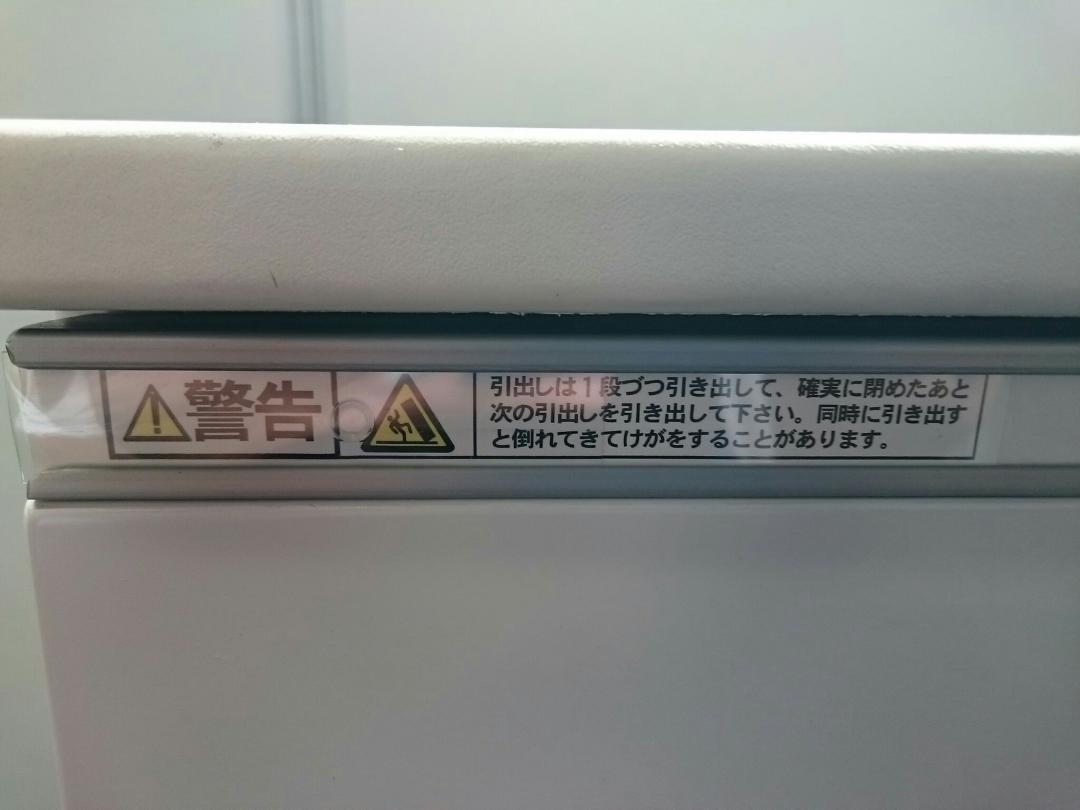 警告
引出しは1段づつ引き出して、確実に閉めたあと
次の引出しを引き出して下さい。同時に引き出す
と倒れてきてけがをすることがあります。